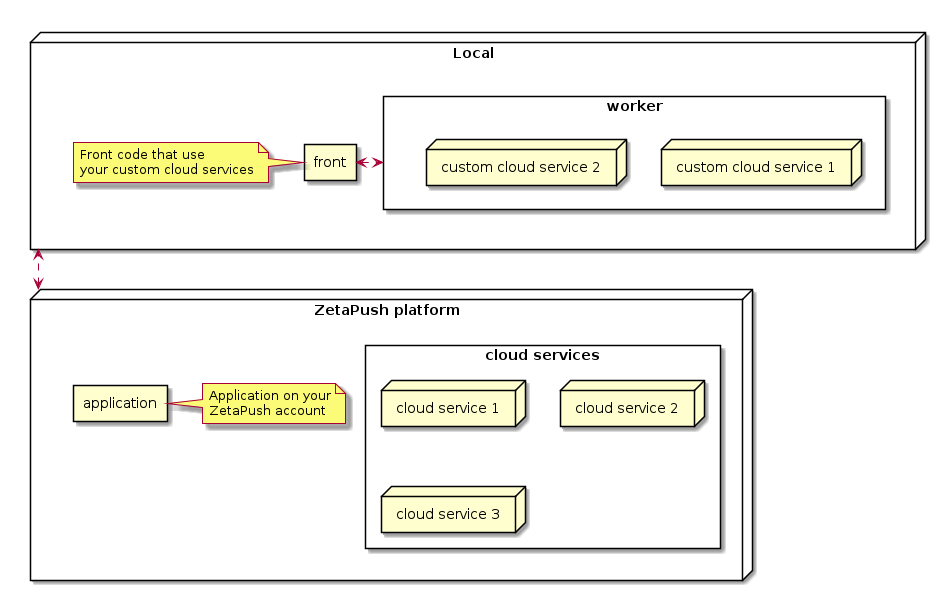 Local
worker
Front code that use
your custom cloud services
front
custom cloud service 2
custom cloud service 1
ZetaPush platform
cloud services
application
Application on your
ZetaPush account
cloud service 1
cloud service 2
cloud service 3